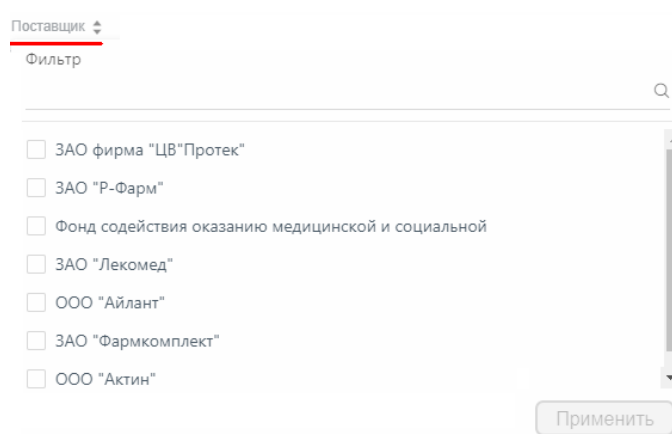 Поставщик
Фильтр
ЗАО фирма "ЦВ"Протек"
ЗАО "Р-Фарм"
Фонд содействия оказанию медицинской и социальной
ЗАО "Лекомед"
ООО "Айлант"
ЗАО "Фармкомплект"
ООО "Актин"
Применить